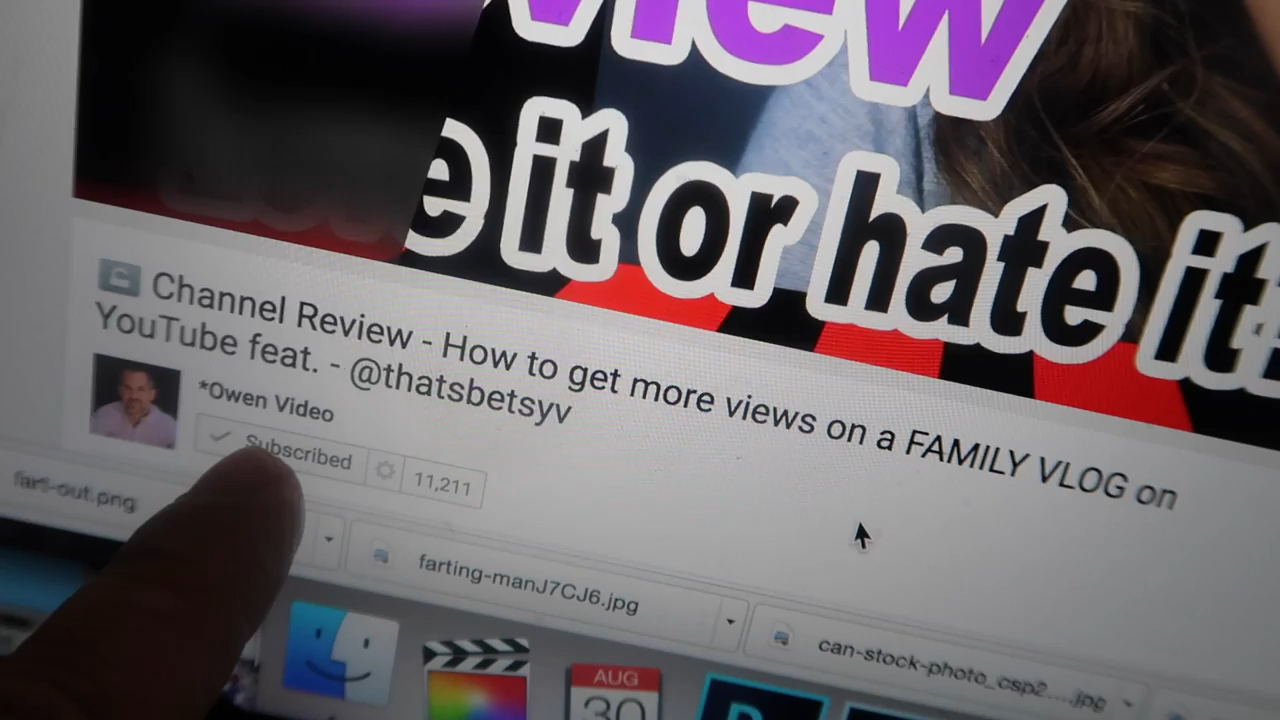 view
e it or hate it
Channel Review - How to get more views on a FAMILY VLOG on
YouTube feat. - @thatsbetsyv
*Owen Video
Subscribed 11,211
fart-out.png
farting-manJ7CJ6.jpg
can-stock-photo_csp2....jpg
AUG
30